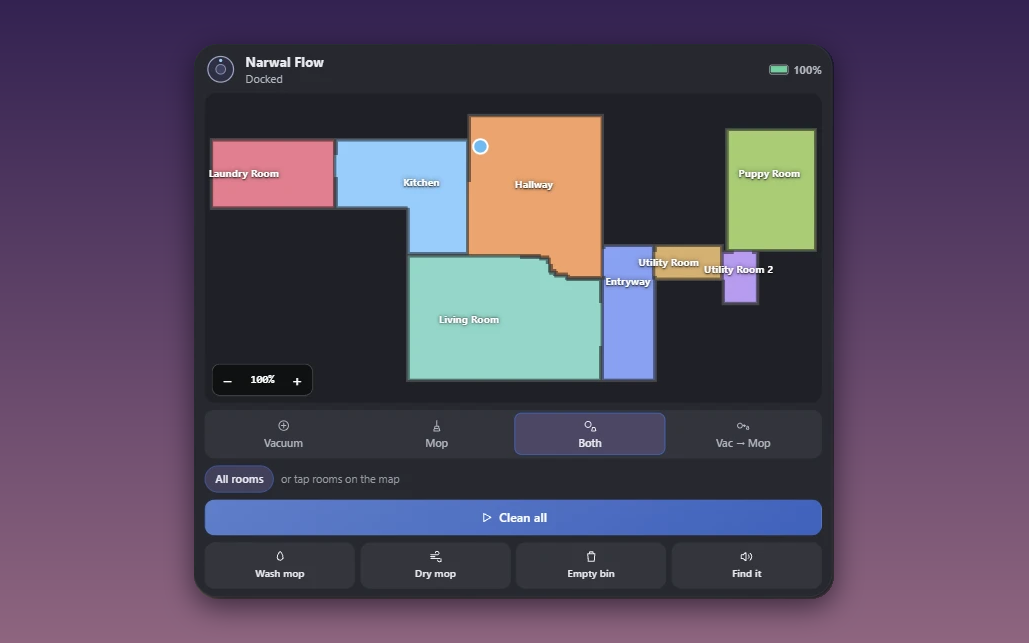 Narwal Flow
Docked
100%
Laundry Room
Kitchen
Hallway
Puppy Room
Utility Room
Utility Room 2
Entryway
Living Room
– 100% +
Vacuum
Mop
Both
Vac → Mop
All rooms or tap rooms on the map
Clean all
Wash mop
Dry mop
Empty bin
Find it